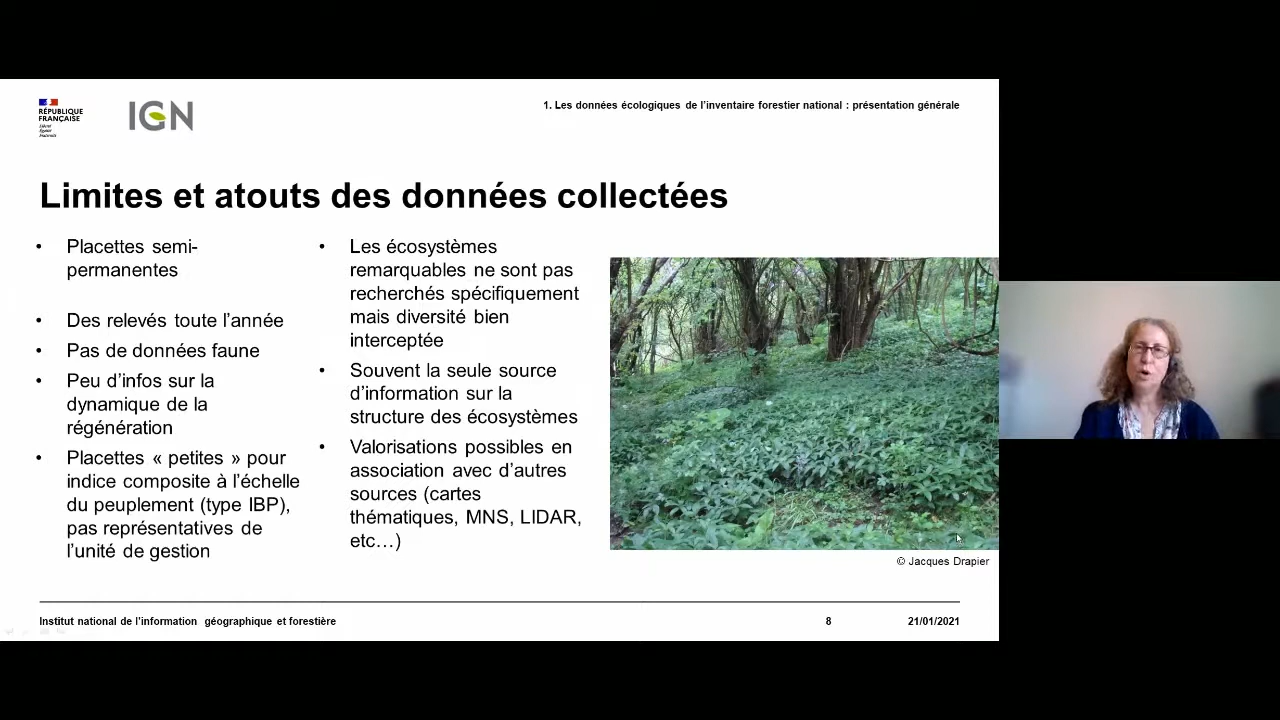 RÉPUBLIQUE
FRANÇAISE
Liberté
Égalité
Fraternité
IGN
1. Les données écologiques de l’inventaire forestier national : présentation générale
Limites et atouts des données collectées
• Placettes semi-
permanentes
• Des relevés toute l’année
• Pas de données faune
• Peu d’infos sur la
dynamique de la
régénération
• Placettes « petites » pour
indice composite à l’échelle
du peuplement (type IBP),
pas représentatives de
l’unité de gestion
• Les écosystèmes
remarquables ne sont pas
recherchés spécifiquement
mais diversité bien
interceptée
• Souvent la seule source
d’information sur la
structure des écosystèmes
• Valorisations possibles en
association avec d’autres
sources (cartes
thématiques, MNS, LIDAR,
etc…)
© Jacques Drapier
Institut national de l’information géographique et forestière
8
21/01/2021